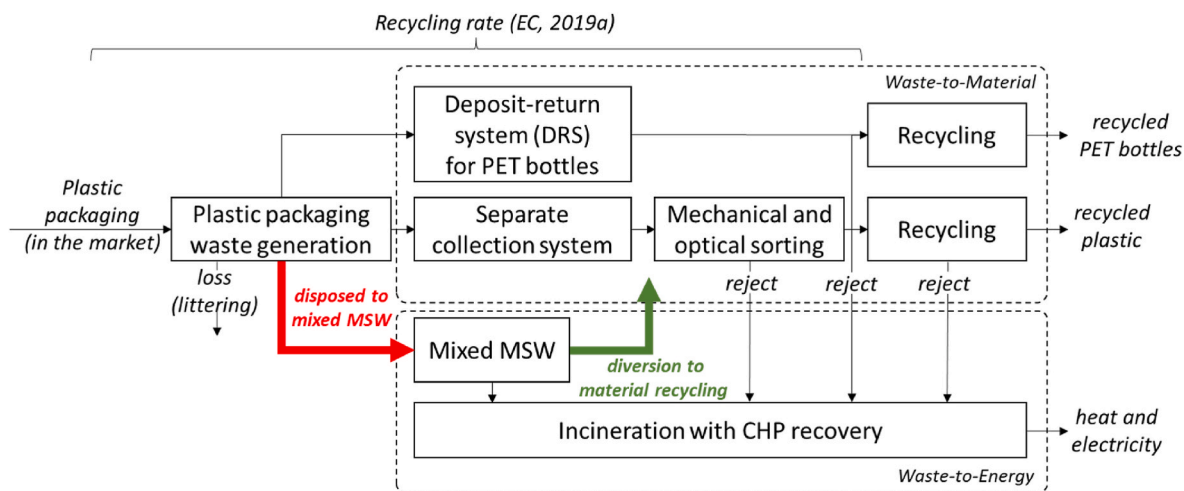 Recycling rate (EC, 2019a)
Waste-to-Material
Deposit-return
system (DRS)
for PET bottles
Recycling
recycled
PET bottles
Plastic
packaging
(in the market)
Plastic packaging
waste generation
Separate
collection system
Mechanical and
optical sorting
Recycling
recycled
plastic
loss
(littering)
disposed to
mixed MSW
reject
reject
reject
Mixed MSW
diversion to
material recycling
Incineration with CHP recovery
heat and
electricity
Waste-to-Energy